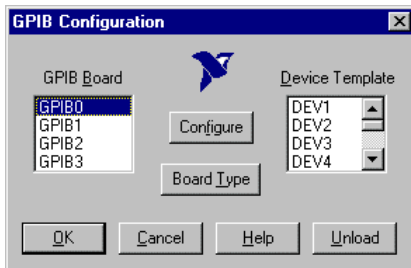 GPIB Configuration
GPIB Board
Device Template
GPIB0
GPIB1
GPIB2
GPIB3
Configure
Board Type
DEV1
DEV2
DEV3
DEV4
OK
Cancel
Help
Unload